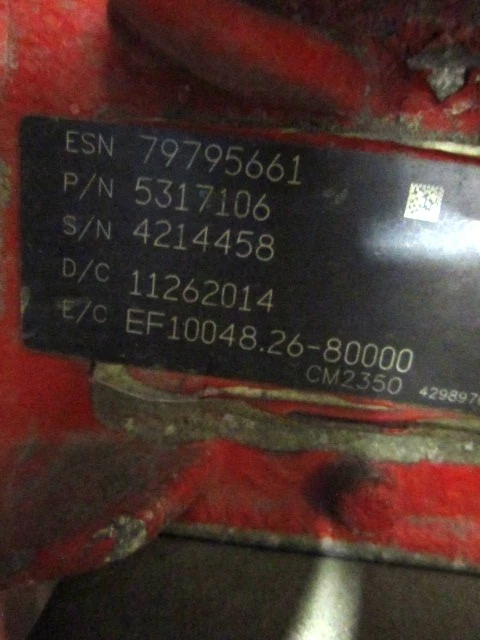 ESN 79795661
P/N 5317106
S/N 4214458
D/C 11262014
E/C EF10048.26-80000
CM2350